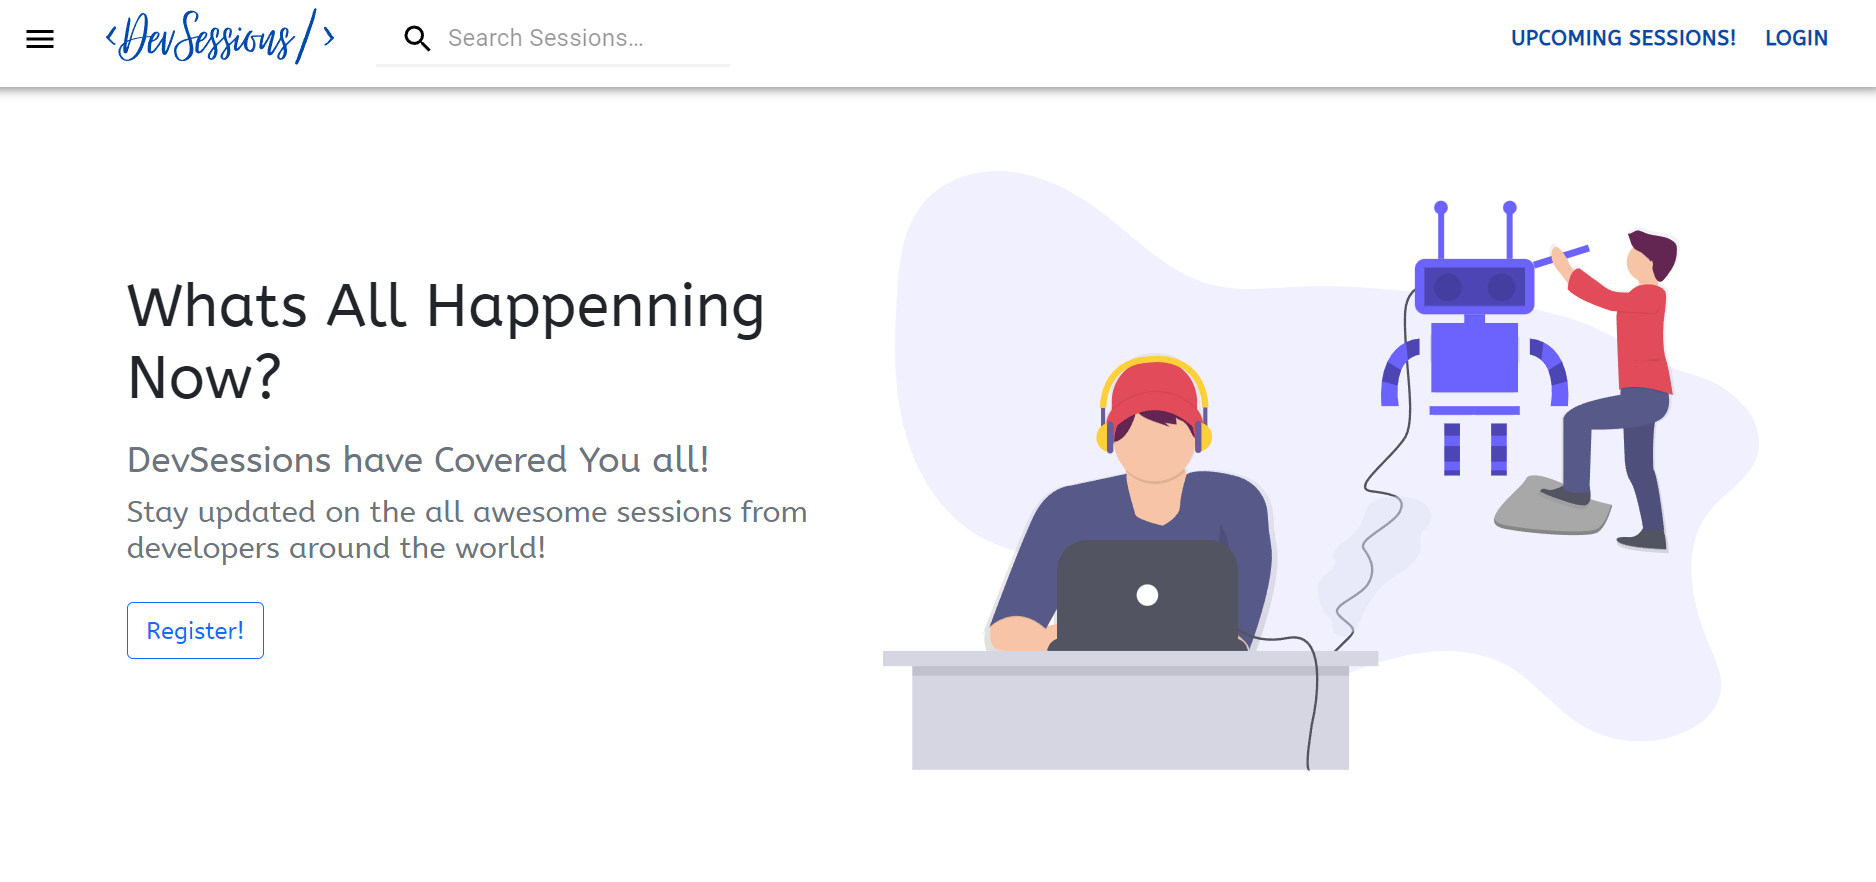 <DevSessions/>
Search Sessions...
UPCOMING SESSIONS! LOGIN
Whats All Happenning
Now?
DevSessions have Covered You all!
Stay updated on the all awesome sessions from
developers around the world!
Register!